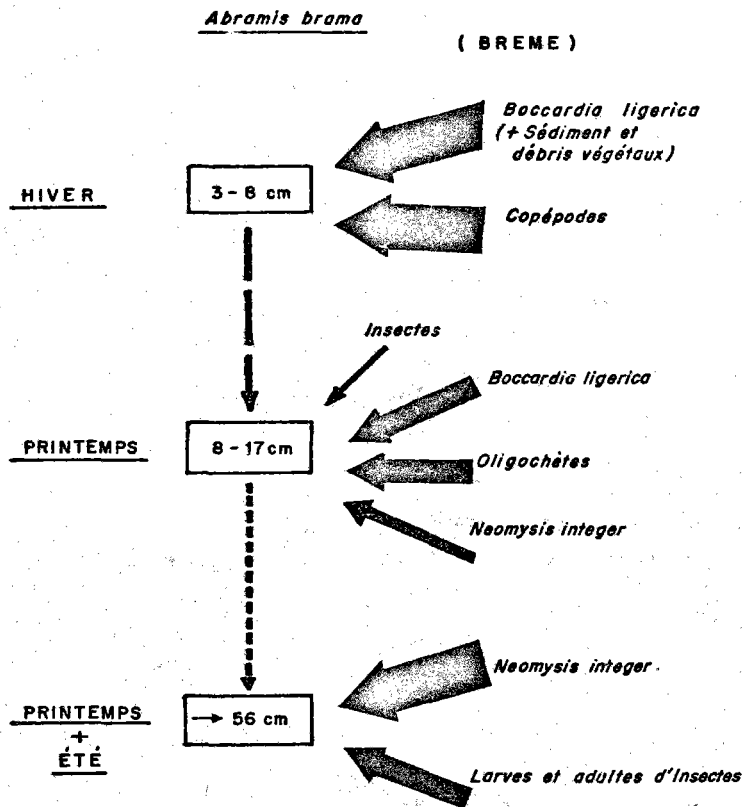 Abramis brama
( BREME )
Boccardia ligerica
(+ Sédiment et
débris végétaux)
HIVER
3 - 8 cm
Copépodes
Insectes
Boccardia ligerica
PRINTEMPS
8 - 17 cm
Oligochètes
Neomysis integer
Neomysis integer
PRINTEMPS
+
ÉTÉ
→ 56 cm
Larves et adultes d'Insectes